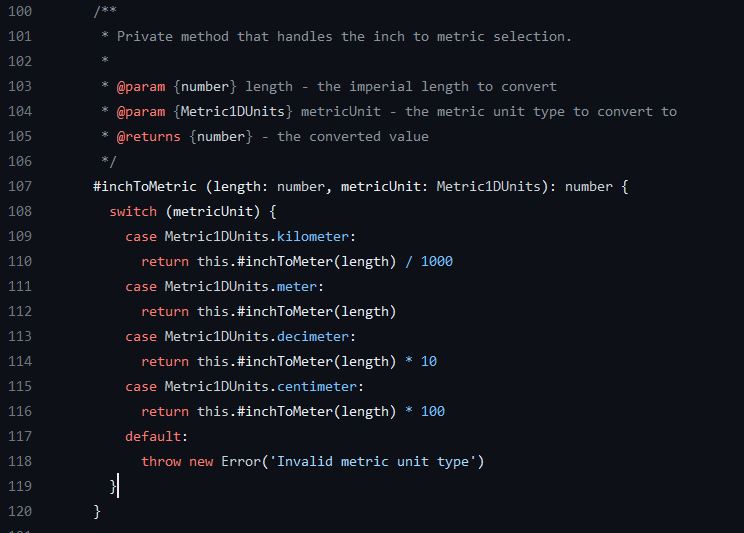 100 /**
101  * Private method that handles the inch to metric selection.
102  *
103  * @param {number} length - the imperial length to convert
104  * @param {Metric1DUnits} metricUnit - the metric unit type to convert to
105  * @returns {number} - the converted value
106  */
107 #inchToMetric (length: number, metricUnit: Metric1DUnits): number {
108   switch (metricUnit) {
109     case Metric1DUnits.kilometer:
110       return this.#inchToMeter(length) / 1000
111     case Metric1DUnits.meter:
112       return this.#inchToMeter(length)
113     case Metric1DUnits.decimeter:
114       return this.#inchToMeter(length) * 10
115     case Metric1DUnits.centimeter:
116       return this.#inchToMeter(length) * 100
117     default:
118       throw new Error('Invalid metric unit type')
119   }
120 }